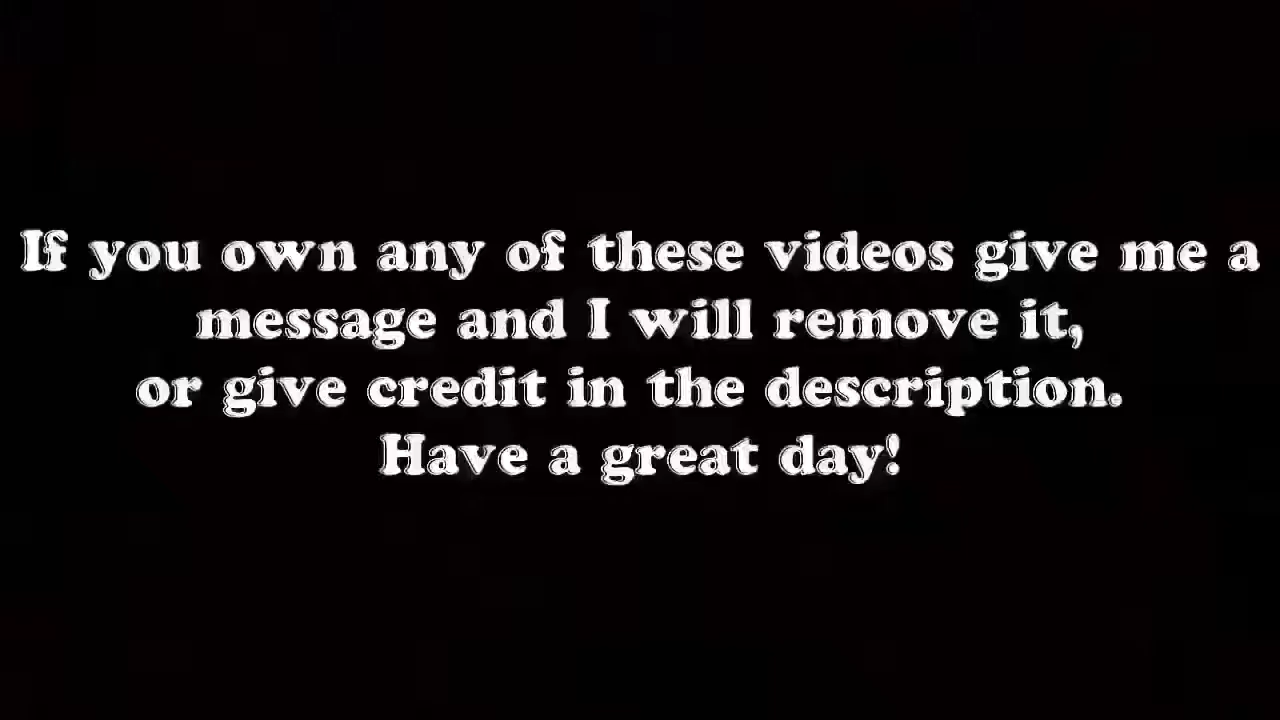 If you own any of these videos give me a
message and I will remove it,
or give credit in the description.
Have a great day!